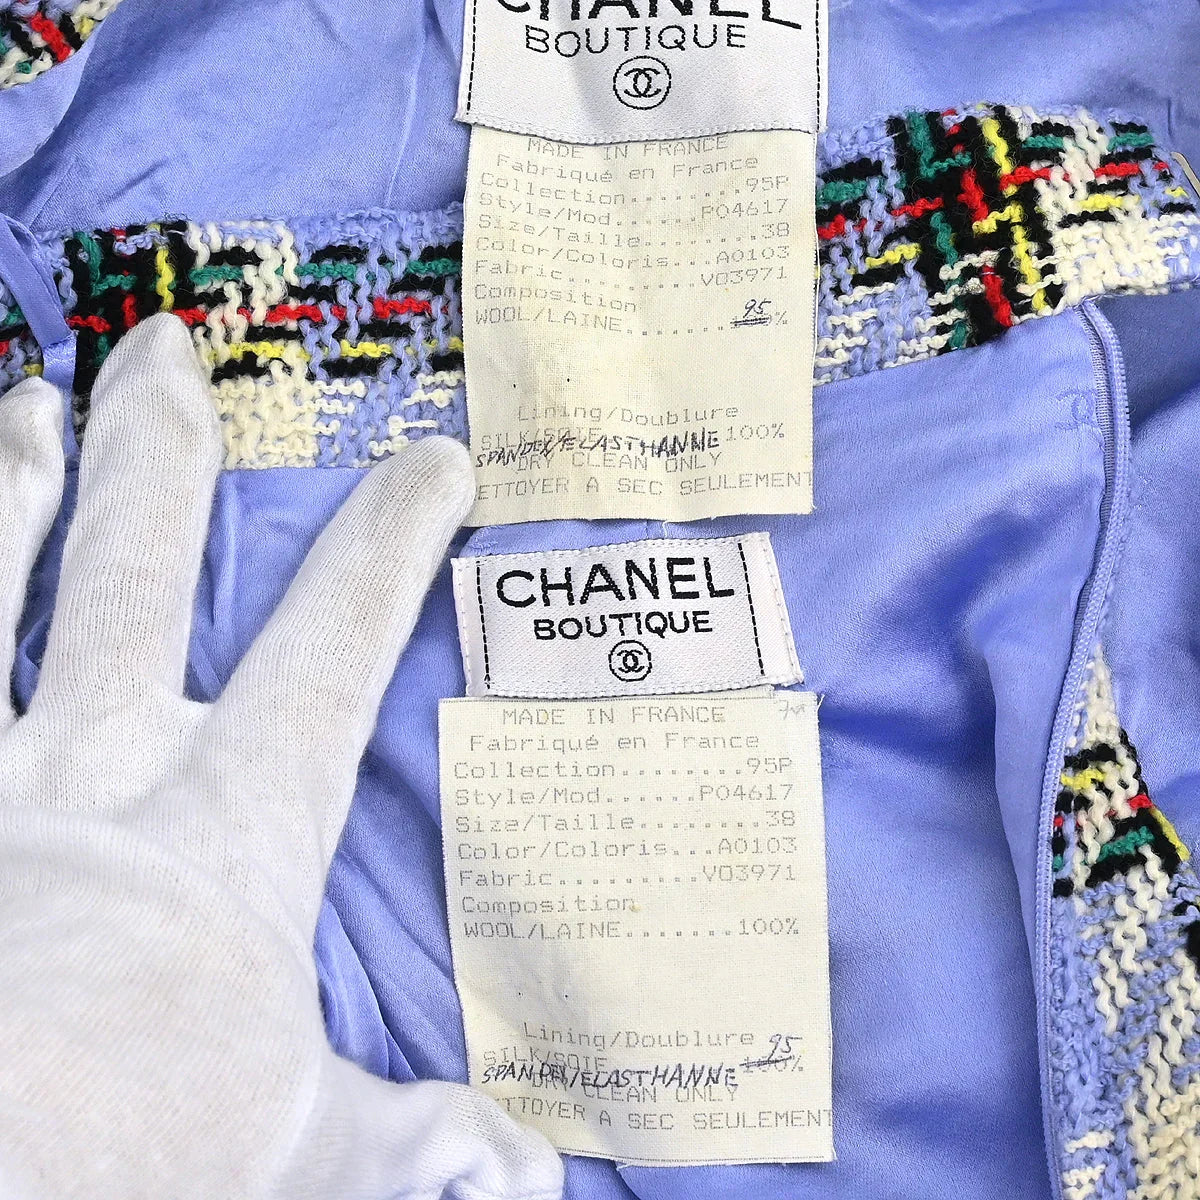 CHANEL
BOUTIQUE
MADE IN FRANCE
Fabriqué en France
Collection........95P
Style/Mod......P04617
Size/Taille........38
Color/Coloris...A0103
Fabric.........V03971
Composition
WOOL/LAINE....... 95%
Lining/Doublure
SILK/SOIE 100%
SPANDEX/ELASTHANNE
DRY CLEAN ONLY
ETTOYER A SEC SEULEMENT
CHANEL
BOUTIQUE
MADE IN FRANCE
Fabriqué en France
Collection........95P
Style/Mod......P04617
Size/Taille........38
Color/Coloris...A0103
Fabric.........V03971
Composition
WOOL/LAINE.......100%
Lining/Doublure
95
SILK/SOIE 100%
SPANDEX/ELASTHANNE
DRY CLEAN ONLY
ETTOYER A SEC SEULEMENT